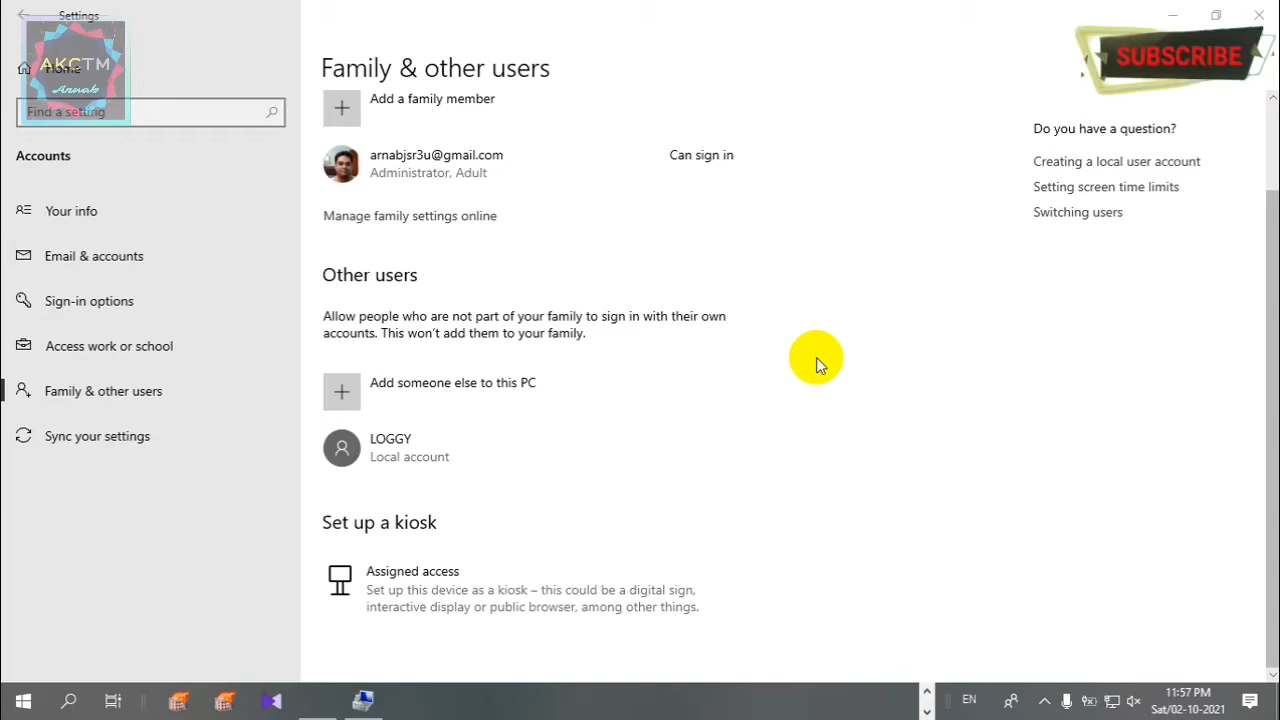 Settings
AKCTM
Arnab
Home
Find a setting
Accounts
Your info
Email & accounts
Sign-in options
Access work or school
Family & other users
Sync your settings
Family & other users
Add a family member
arnabjsr3u@gmail.com
Can sign in
Administrator, Adult
Manage family settings online
Other users
Allow people who are not part of your family to sign in with their own
accounts. This won't add them to your family.
Add someone else to this PC
LOGGY
Local account
Set up a kiosk
Assigned access
Set up this device as a kiosk – this could be a digital sign,
interactive display or public browser, among other things.
SUBSCRIBE
Do you have a question?
Creating a local user account
Setting screen time limits
Switching users
EN
11:57 PM
Sat/02-10-2021